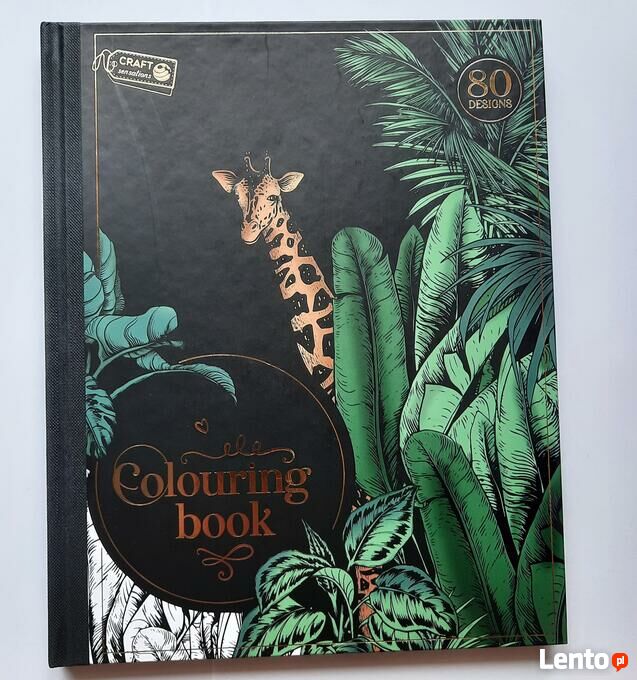 CRAFT
sensations
80
DESIGNS
Colouring
book
Lento pl